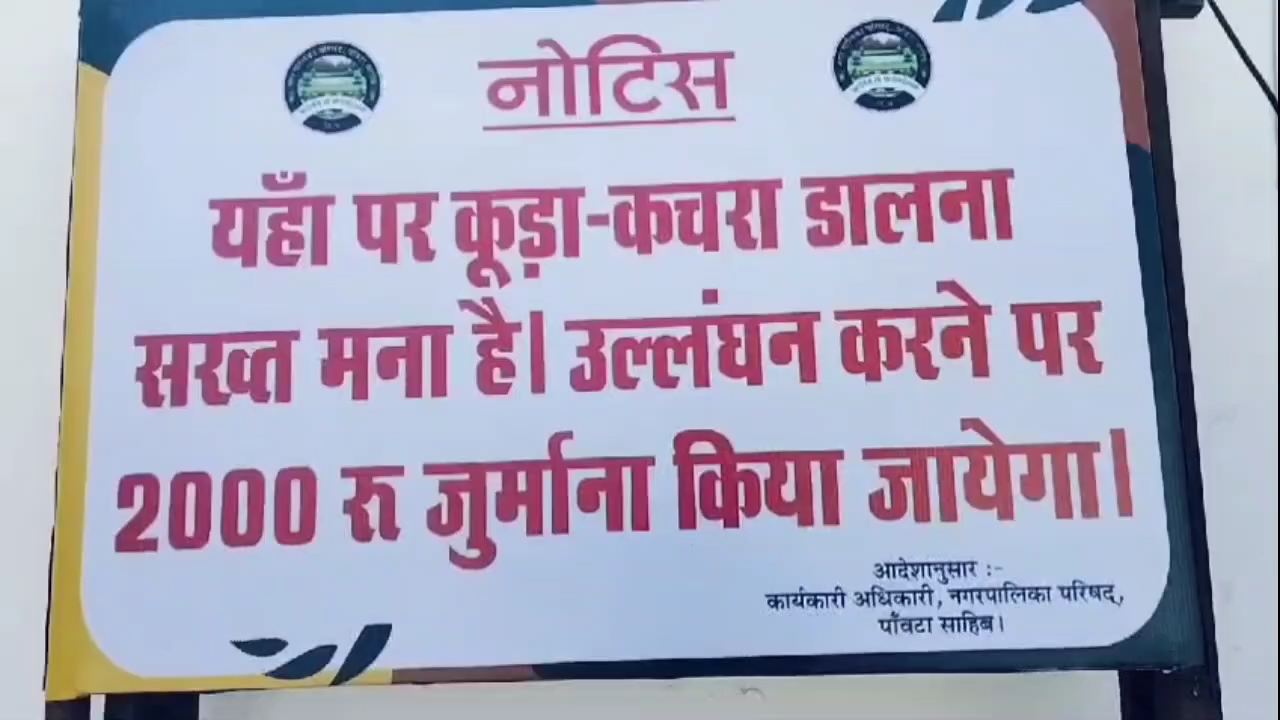 नोटिस
यहाँ पर कूड़ा-कचरा डालना
सख्त मना है। उल्लंघन करने पर
2000 रू जुर्माना किया जायेगा।
आदेशानुसार :-
कार्यकारी अधिकारी, नगरपालिका परिषद्,
पाँवटा साहिब।